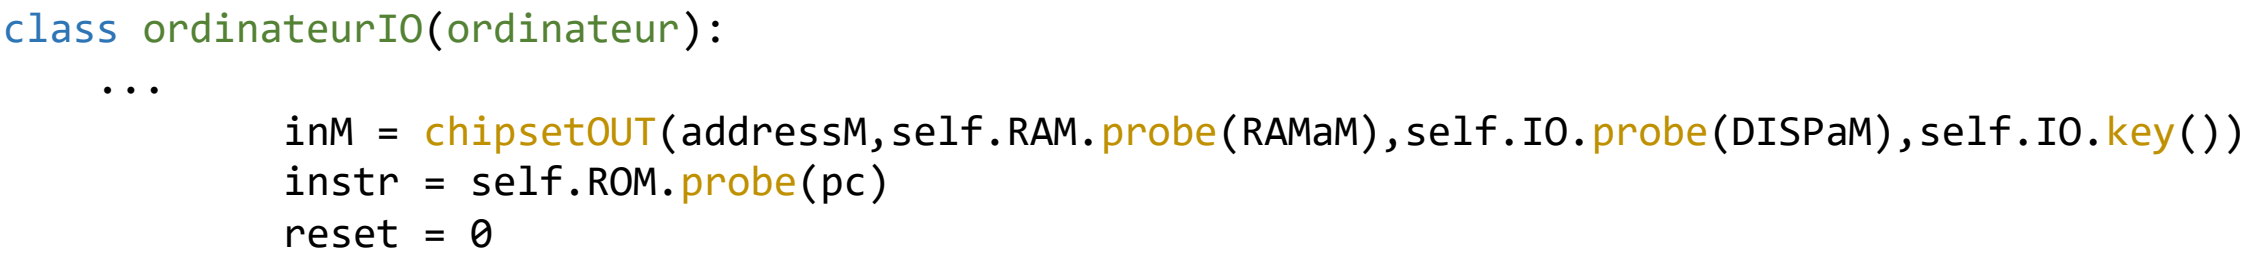 class ordinateurIO(ordinateur):
...
inM = chipsetOUT(addressM,self.RAM.probe(RAMaM),self.IO.probe(DISPaM),self.IO.key())
instr = self.ROM.probe(pc)
reset = 0